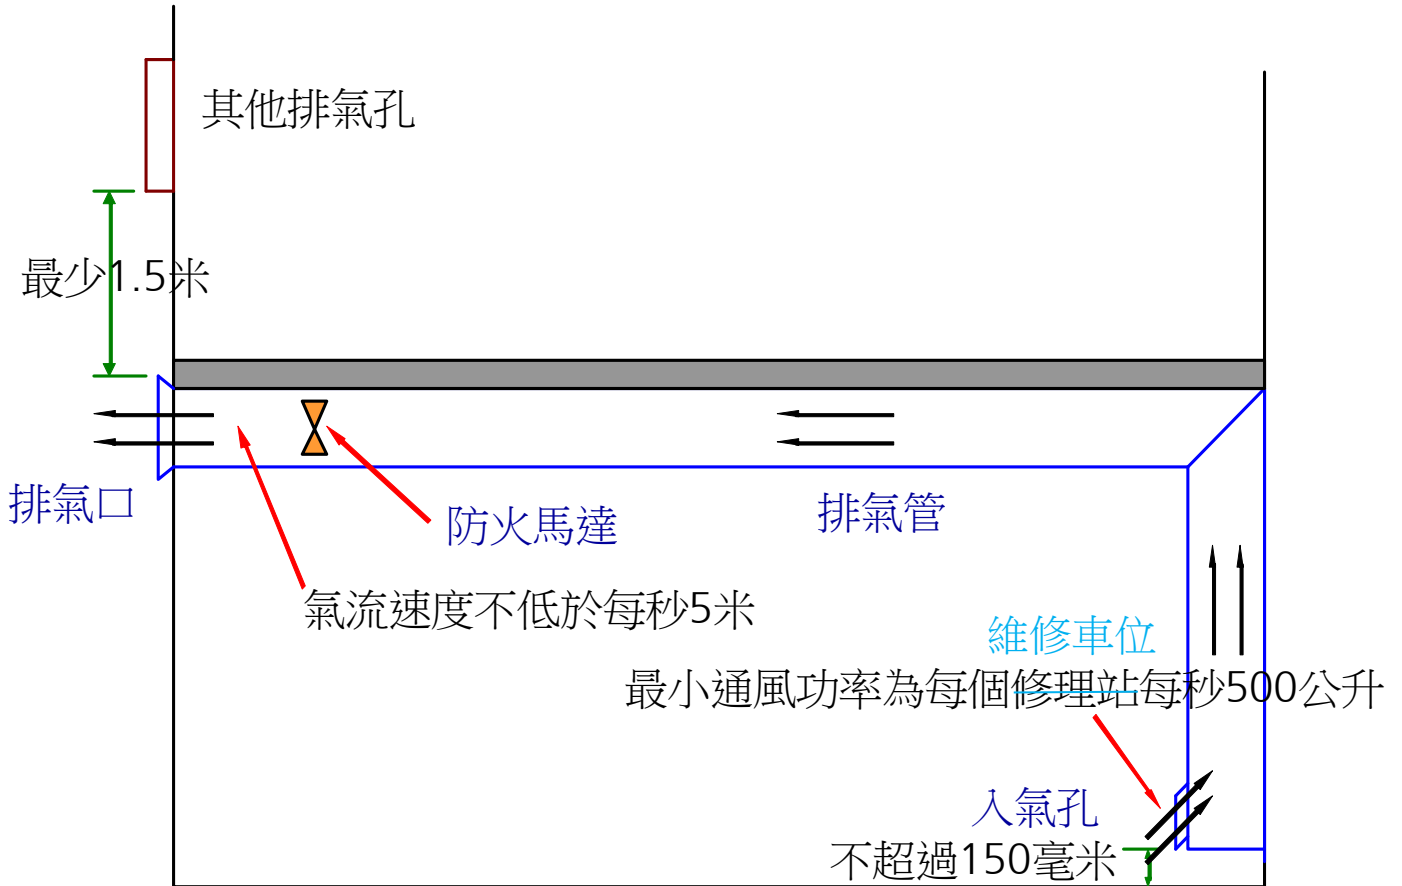 其他排氣孔
最少1.5米
排氣口
防火馬達
排氣管
氣流速度不低於每秒5米
維修車位
最小通風功率為每個修理站每秒500公升
入氣孔
不超過150毫米